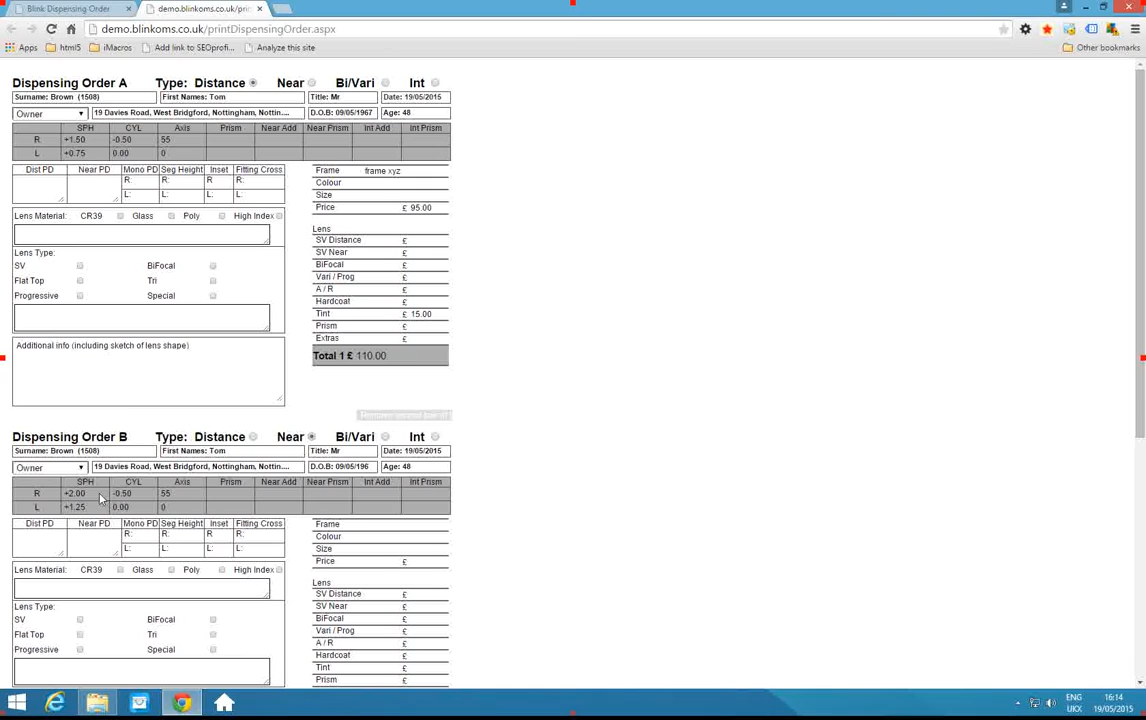 Blink Dispensing Order
demo.blinkoms.co.uk/prin
demo.blinkoms.co.uk/printDispensingOrder.aspx
Apps html5 iMacros Add link to SEOprofi... Analyse this site Other bookmarks
Dispensing Order A Type: Distance Near Bi/Vari Int
Surname: Brown (1508) First Names: Tom Title: Mr Date: 19/05/2015
Owner 19 Davies Road, West Bridgford, Nottingham, Nottin.... D.O.B: 09/05/1967 Age: 48
SPH CYL Axis Prism Near Add Near Prism Int Add Int Prism
R +1.50 -0.50 55
L +0.75 0.00 0
Dist PD Near PD Mono PD Seg Height Inset Fitting Cross
R: R: R: R:
L: L: L: L:
Lens Material: CR39 Glass Poly High Index
Lens Type:
SV BiFocal
Flat Top Tri
Progressive Special
Additional info (including sketch of lens shape)
Frame frame xyz
Colour
Size
Price £ 95.00
Lens
SV Distance £
SV Near £
BiFocal £
Vari / Prog £
A / R £
Hardcoat £
Tint £ 15.00
Prism £
Extras £
Total 1 £ 110.00
Dispensing Order B Type: Distance Near Bi/Vari Int
Surname: Brown (1508) First Names: Tom Title: Mr Date: 19/05/2015
Owner 19 Davies Road, West Bridgford, Nottingham, Nottin.... D.O.B: 09/05/196 Age: 48
SPH CYL Axis Prism Near Add Near Prism Int Add Int Prism
R +2.00 -0.50 55
L +1.25 0.00 0
Dist PD Near PD Mono PD Seg Height Inset Fitting Cross
R: R: R R:
L: L: L: L:
Lens Material: CR39 Glass Poly High Index
Lens Type:
SV BiFocal
Flat Top Tri
Progressive Special
Frame
Colour
Size
Price £
Lens
SV Distance £
SV Near £
BiFocal £
Vari / Prog £
A / R £
Hardcoat £
Tint £
Prism £
ENG 16:14
UKX 19/05/2015